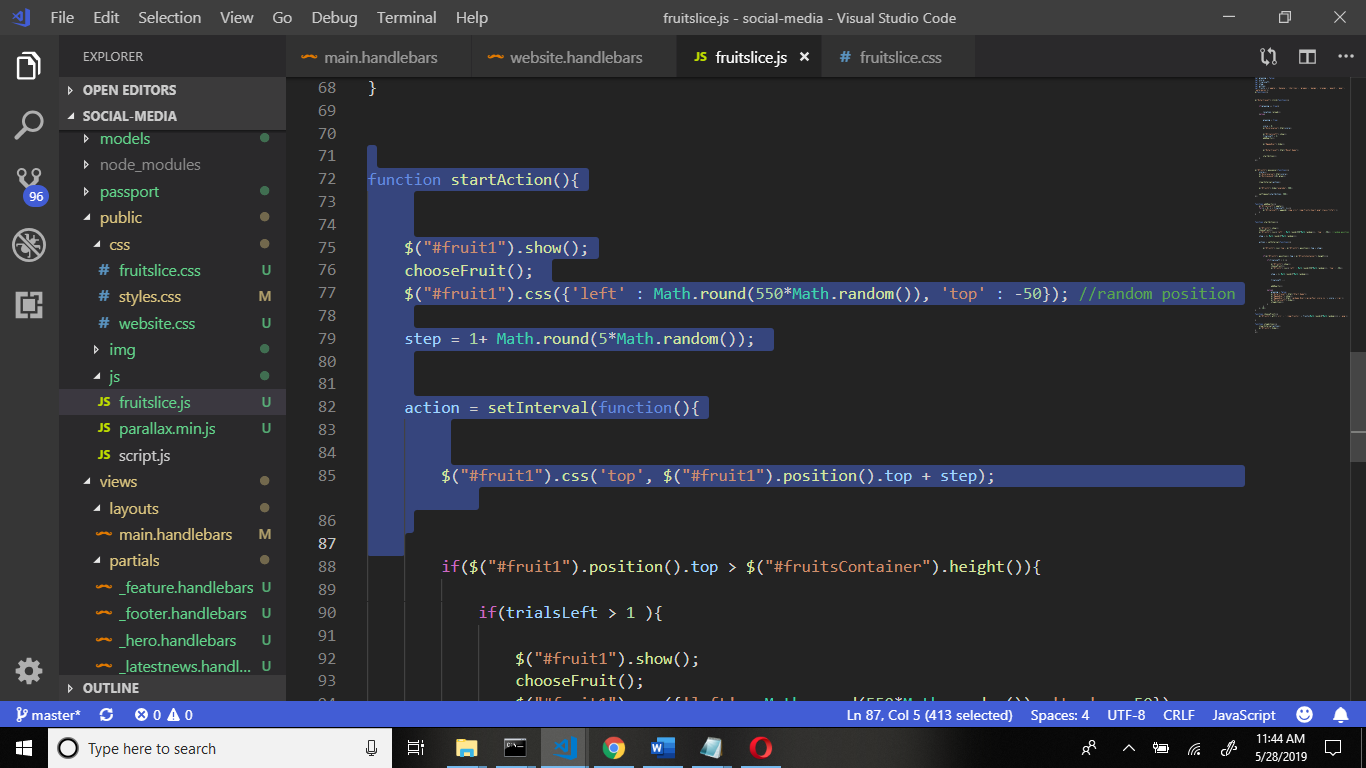 File Edit Selection View Go Debug Terminal Help fruitslice.js - social-media - Visual Studio Code
EXPLORER
main.handlebars website.handlebars JS fruitslice.js # fruitslice.css
OPEN EDITORS
SOCIAL-MEDIA
models
node_modules
passport
public
css
# fruitslice.css U
# styles.css M
# website.css U
img
js
JS fruitslice.js U
JS parallax.min.js U
JS script.js
views
layouts
main.handlebars M
partials
_feature.handlebars U
_footer.handlebars U
_hero.handlebars U
_latestnews.handl... U
OUTLINE
96
68 }
69
70
71
72 function startAction(){
73
74
75 $("#fruit1").show();
76 chooseFruit();
77 $("#fruit1").css({'left' : Math.round(550*Math.random()), 'top' : -50}); //random position
78
79 step = 1+ Math.round(5*Math.random());
80
81
82 action = setInterval(function(){
83
84
85 $("#fruit1").css('top', $("#fruit1").position().top + step);
86
87
88 if($("#fruit1").position().top > $("#fruitsContainer").height()){
89
90 if(trialsLeft > 1 ){
91
92 $("#fruit1").show();
93 chooseFruit();
master* 0 0 Ln 87, Col 5 (413 selected) Spaces: 4 UTF-8 CRLF JavaScript
Type here to search
11:44 AM
5/28/2019